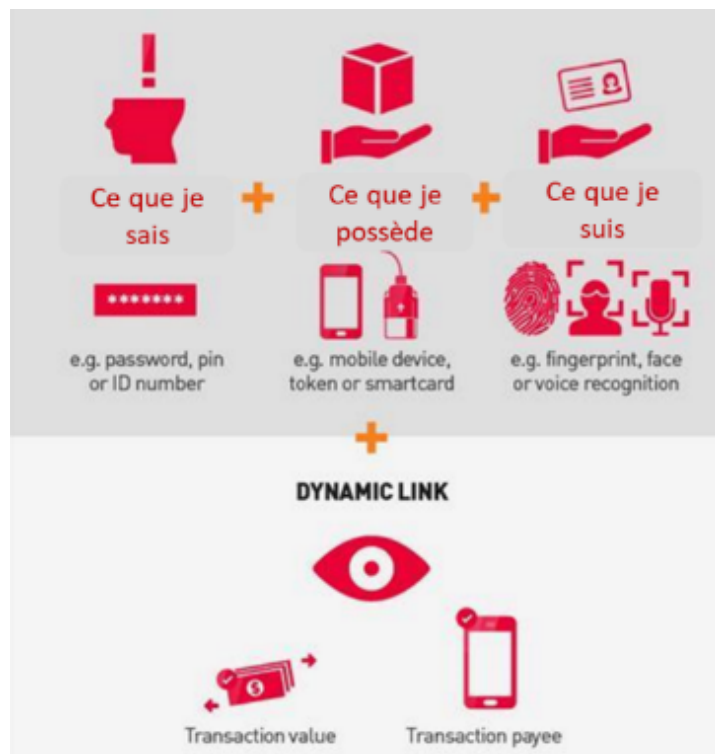 Ce que je
sais
+
Ce que je
possède
+
Ce que je
suis
*******
e.g. password, pin
or ID number
e.g. mobile device,
token or smartcard
e.g. fingerprint, face
or voice recognition
+
DYNAMIC LINK
Transaction value
Transaction payee